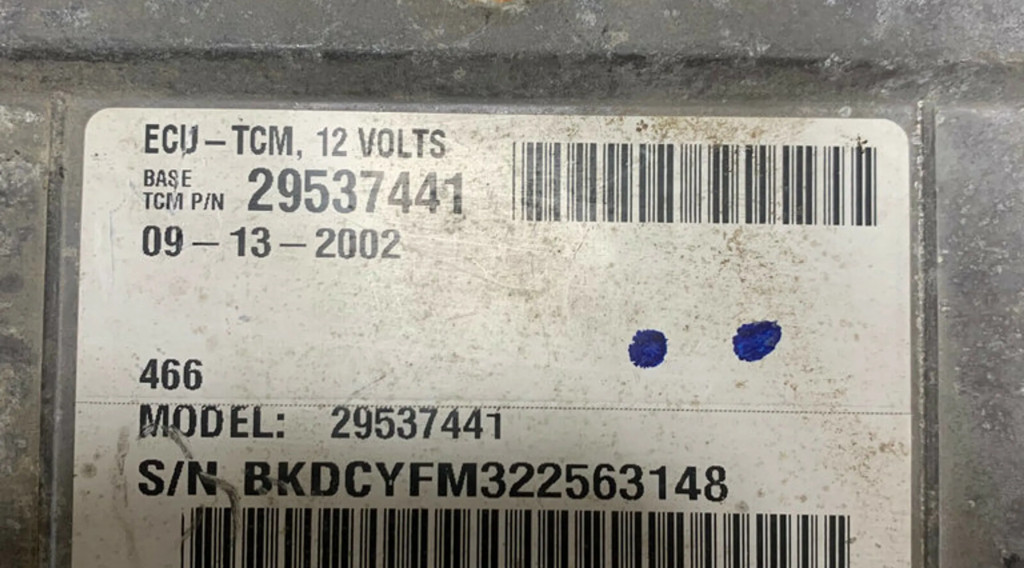 ECU-TCM, 12 VOLTS
BASE
TCM P/N 29537441
09-13-2002
466
MODEL: 29537441
S/N BKDCYFM322563148